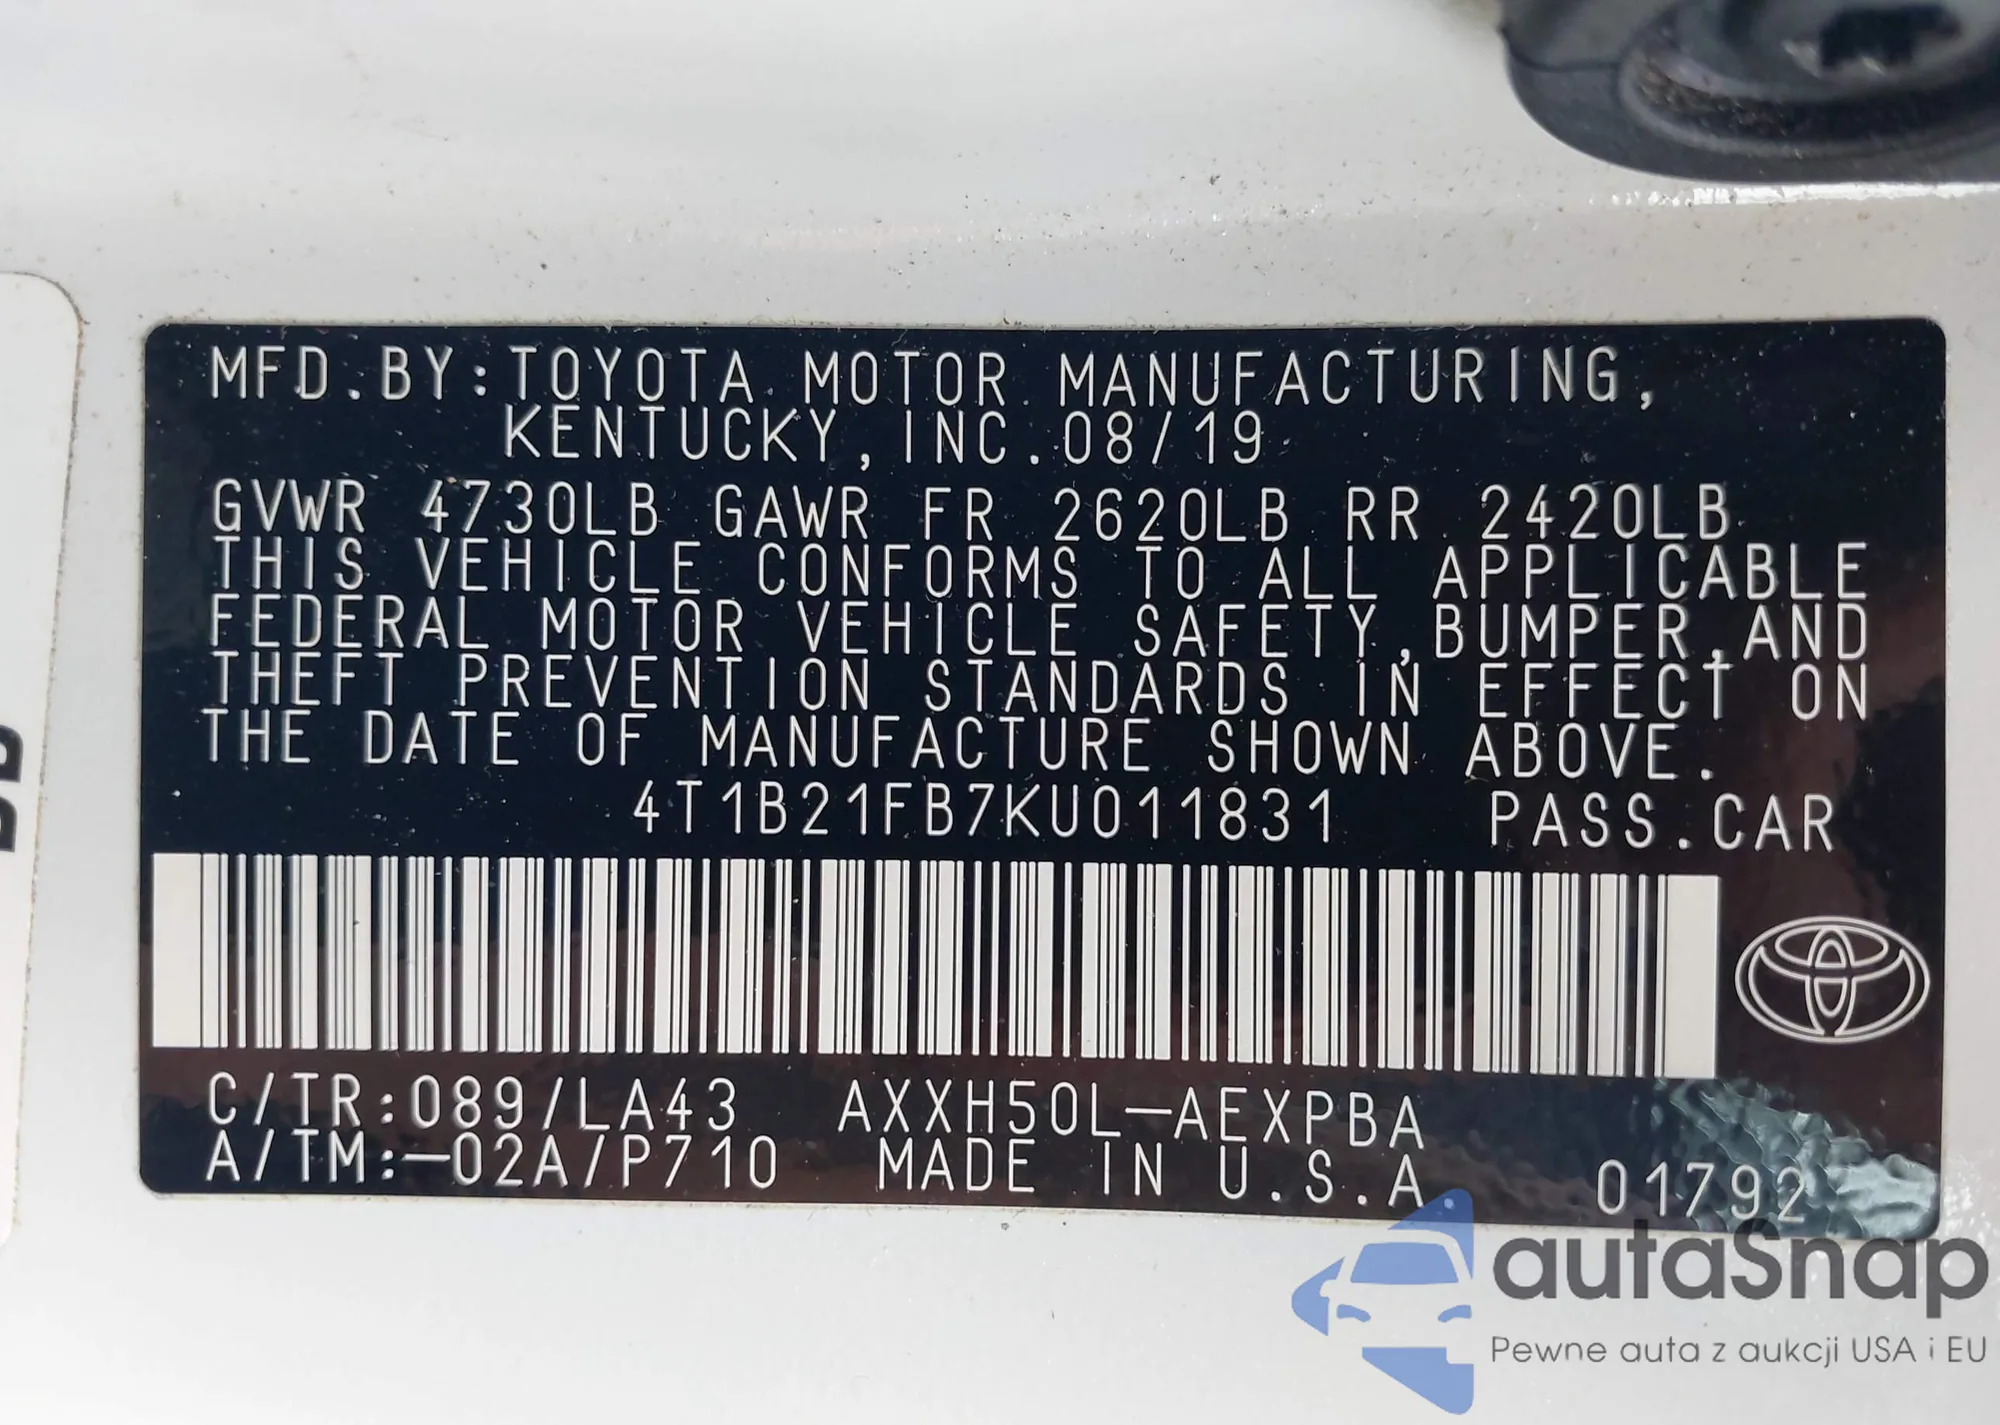 MFD.BY:TOYOTA MOTOR MANUFACTURING,
KENTUCKY,INC.08/19
GVWR 4730LB GAWR FR 2620LB RR 2420LB
THIS VEHICLE CONFORMS TO ALL APPLICABLE
FEDERAL MOTOR VEHICLE SAFETY,BUMPER,AND
THEFT PREVENTION STANDARDS IN EFFECT ON
THE DATE OF MANUFACTURE SHOWN ABOVE.
4T1B21FB7KU011831 PASS.CAR
C/TR:089/LA43 AXXH50L-AEXPBA
A/TM:-02A/P710 MADE IN U.S.A 01792
autaSnap
Pewne auta z aukcji USA i EU